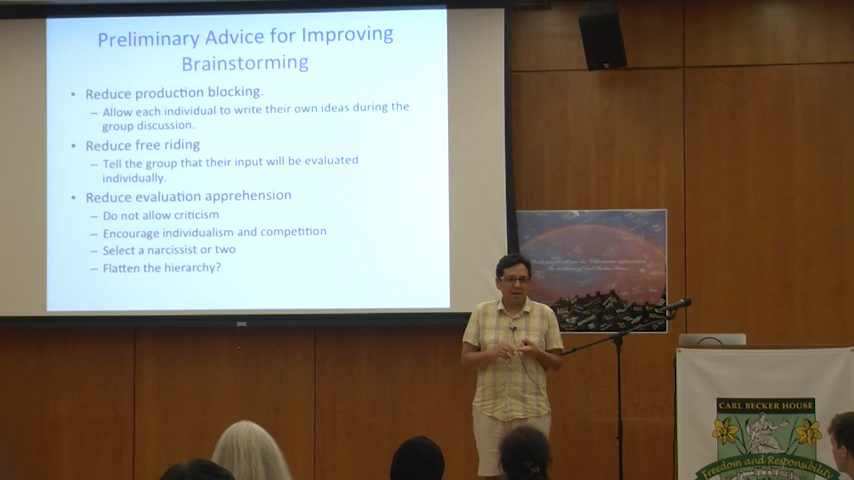 Preliminary Advice for Improving
Brainstorming
• Reduce production blocking.
– Allow each individual to write their own ideas during the
group discussion.
• Reduce free riding
– Tell the group that their input will be evaluated
individually.
• Reduce evaluation apprehension
– Do not allow criticism
– Encourage individualism and competition
– Select a narcissist or two
– Flatten the hierarchy?
CARL BECKER HOUSE
Freedom and Responsibility